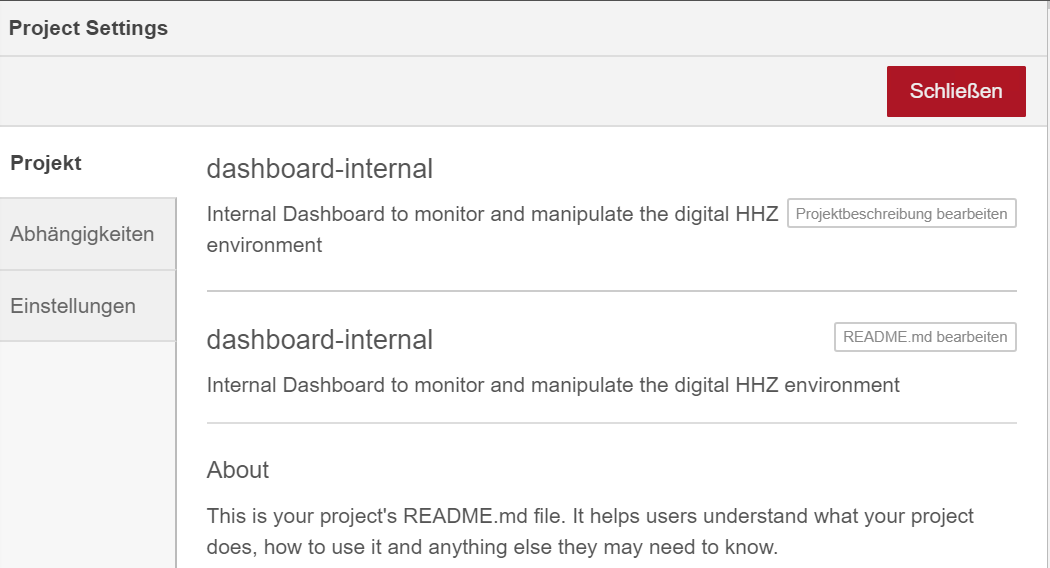 Project Settings
Schließen
Projekt
Abhängigkeiten
Einstellungen
dashboard-internal
Internal Dashboard to monitor and manipulate the digital HHZ
environment
Projektbeschreibung bearbeiten
dashboard-internal
README.md bearbeiten
Internal Dashboard to monitor and manipulate the digital HHZ environment
About
This is your project's README.md file. It helps users understand what your project
does, how to use it and anything else they may need to know.